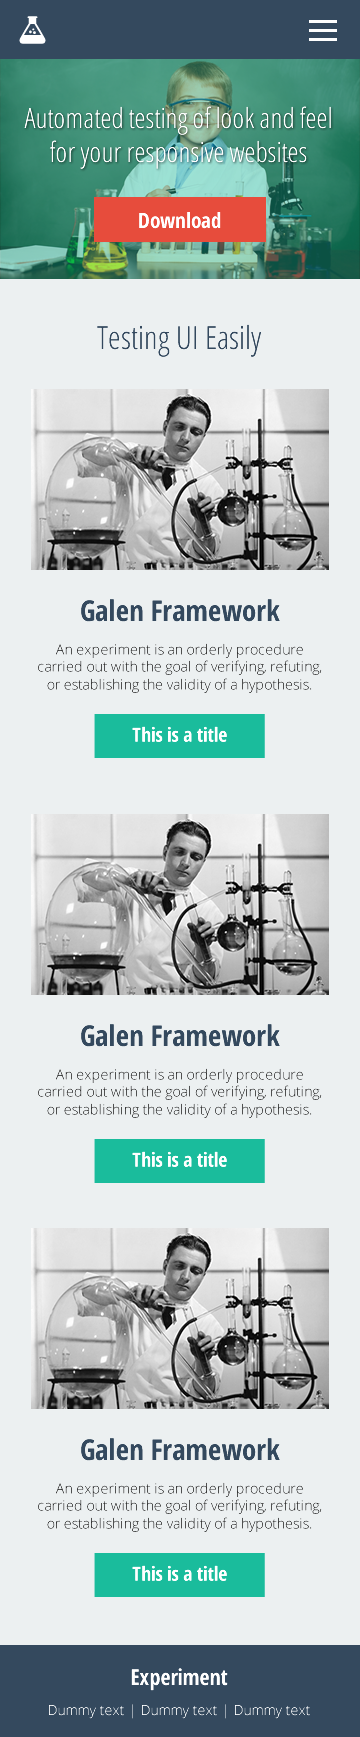 Automated testing of look and feel
for your responsive websites
Download
Testing UI Easily
Galen Framework
An experiment is an orderly procedure
carried out with the goal of verifying, refuting,
or establishing the validity of a hypothesis.
This is a title
Galen Framework
An experiment is an orderly procedure
carried out with the goal of verifying, refuting,
or establishing the validity of a hypothesis.
This is a title
Galen Framework
An experiment is an orderly procedure
carried out with the goal of verifying, refuting,
or establishing the validity of a hypothesis.
This is a title
Experiment
Dummy text | Dummy text | Dummy text